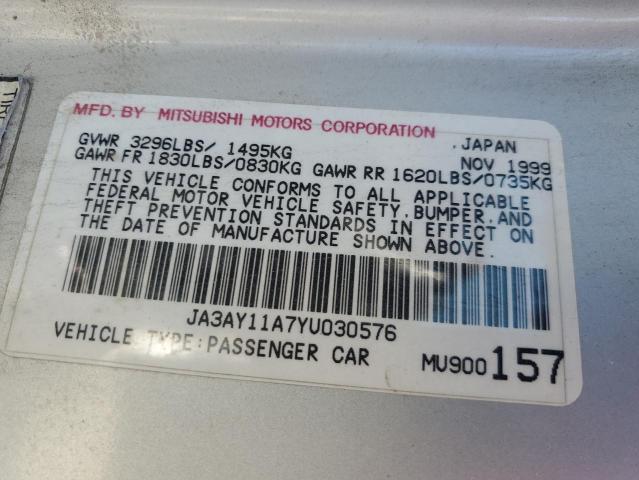 MFD. BY MITSUBISHI MOTORS CORPORATION
GVWR 3296LBS/ 1495KG , JAPAN
NOV 1999
GAWR FR 1830LBS/0830KG GAWR RR 1620LBS/0735KG
THIS VEHICLE CONFORMS TO ALL APPLICABLE
FEDERAL MOTOR VEHICLE SAFETY, BUMPER, AND
THEFT PREVENTION STANDARDS IN EFFECT ON
THE DATE OF MANUFACTURE SHOWN ABOVE.
JA3AY11A7YU030576
VEHICLE TYPE:PASSENGER CAR
MU900157